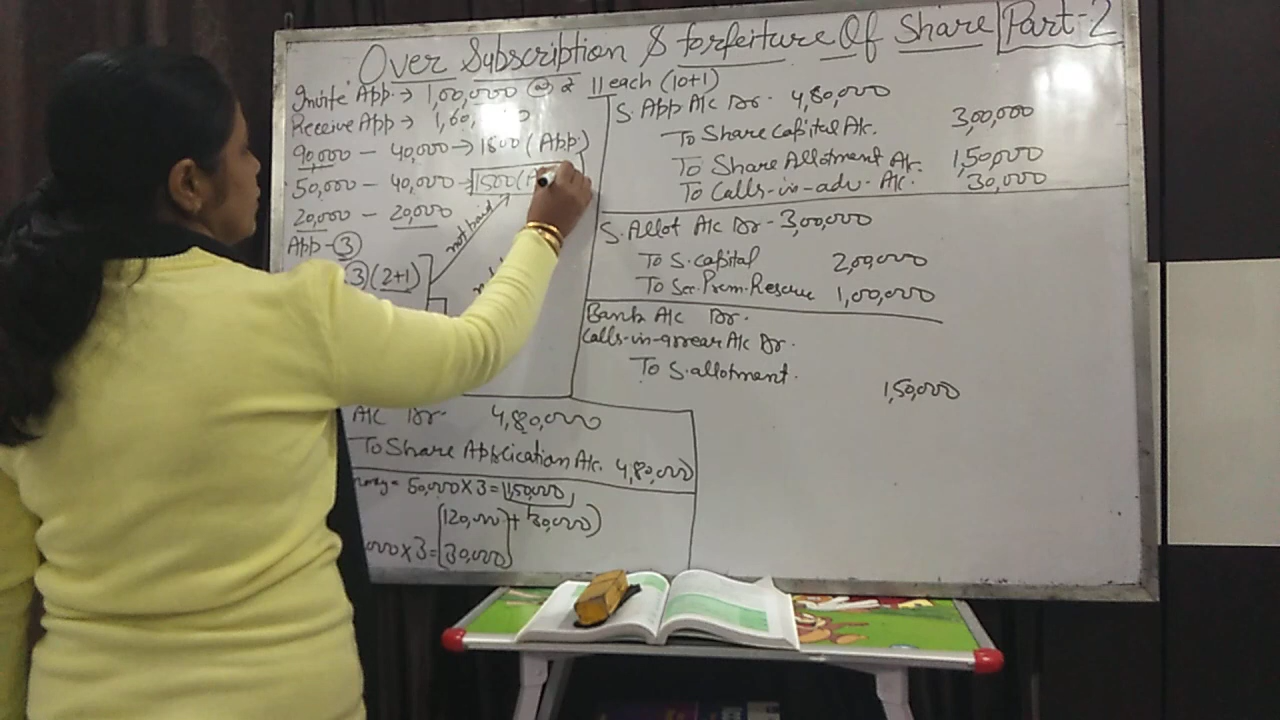 Over Subscription & forfeiture Of Share Part-2
Invite App. → 1,00,000 @ ₹ 11 each (10+1)
Receive App → 1,60,
90,000 - 40,000 → 1800 (App.)
50,000 - 40,000 → 1500 (A
20,000 - 20,000
App - 3
3 (2+1)
not paid
A/c Dr. 4,80,000
To Share Application A/c. 4,80,000
50,000 X 3 = 1,50,000
[120,000 + 30,000)
000 X 3 = 30,000
S. App A/c Dr. 4,80,000
To Share Capital A/c. 3,00,000
To Share Allotment A/c. 1,50,000
To Calls-in-adv. A/c. 30,000
S. Allot A/c Dr - 3,00,000
To S. capital 2,00,000
To Sec. Prem. Reserve 1,00,000
Bank A/c Dr.
Calls-in-arrear A/c Dr.
To S. allotment. 1,50,000